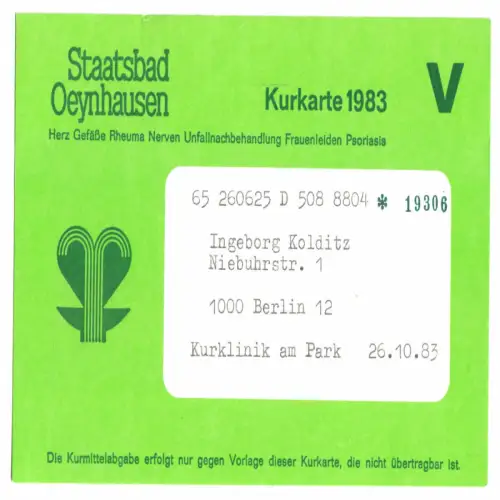 Staatsbad
Oeynhausen
Kurkarte 1983
V
Herz Gefäße Rheuma Nerven Unfallnachbehandlung Frauenleiden Psoriasis
65 260625 D 508 8804 * 19306
Ingeborg Kolditz
Niebuhrstr. 1
1000 Berlin 12
Kurklinik am Park 26.10.83
Die Kurmittelabgabe erfolgt nur gegen Vorlage dieser Kurkarte, die nicht übertragbar ist.